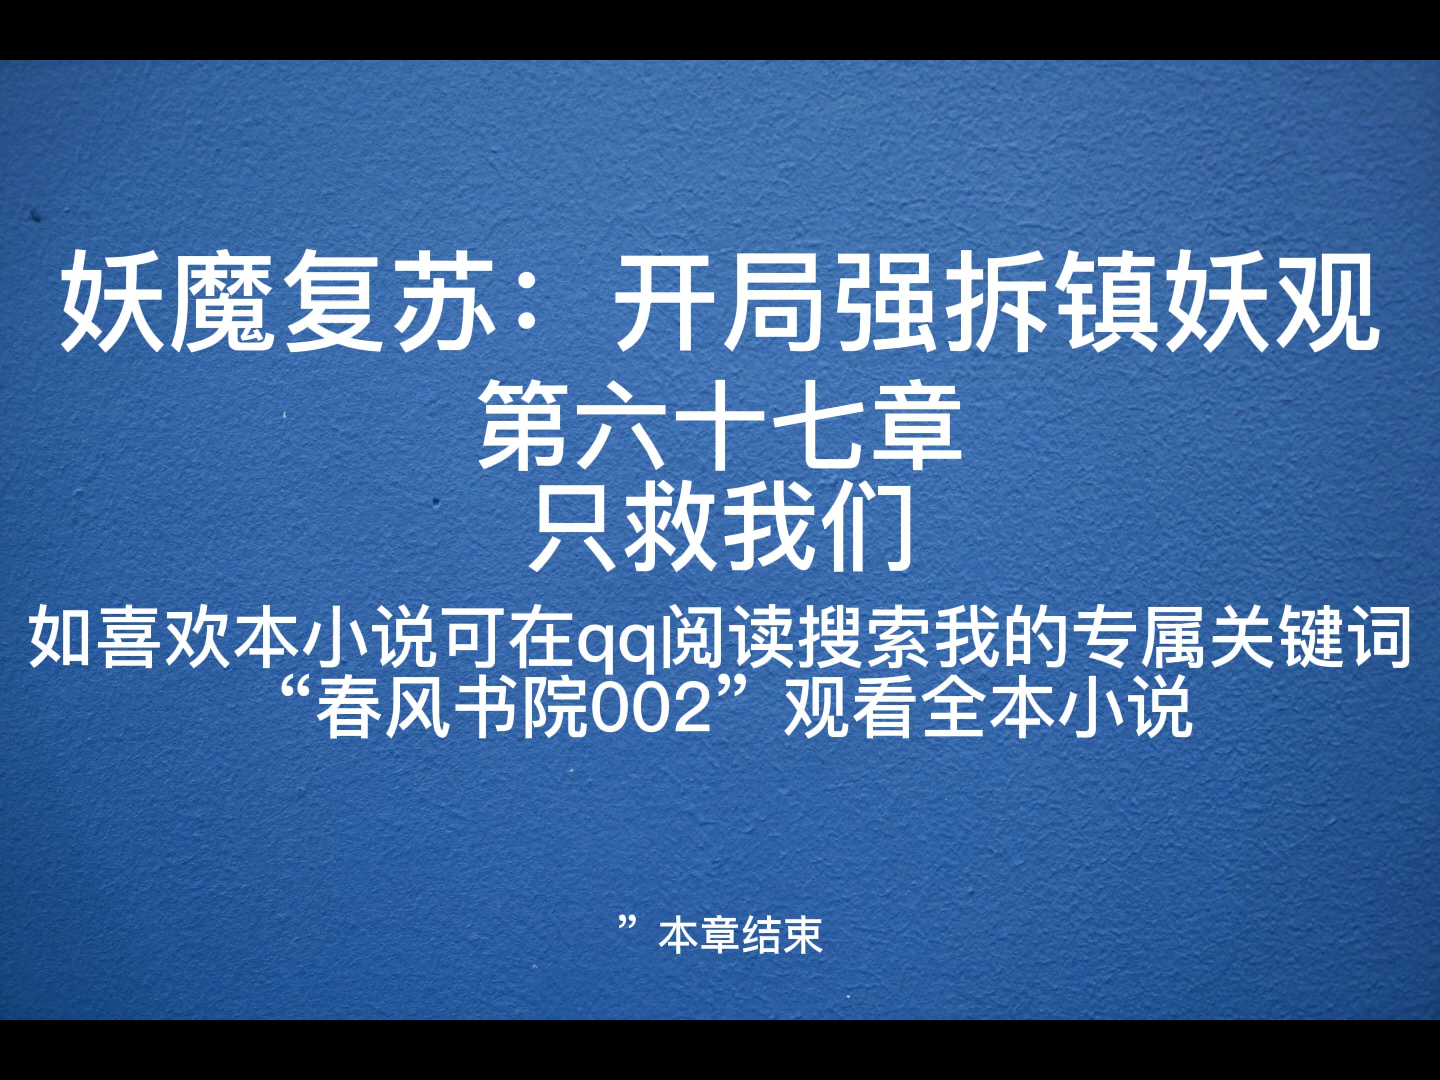 妖魔复苏：开局强拆镇妖观
第六十七章
只救我们
如喜欢本小说可在qq阅读搜索我的专属关键词
“春风书院002”观看全本小说
”本章结束